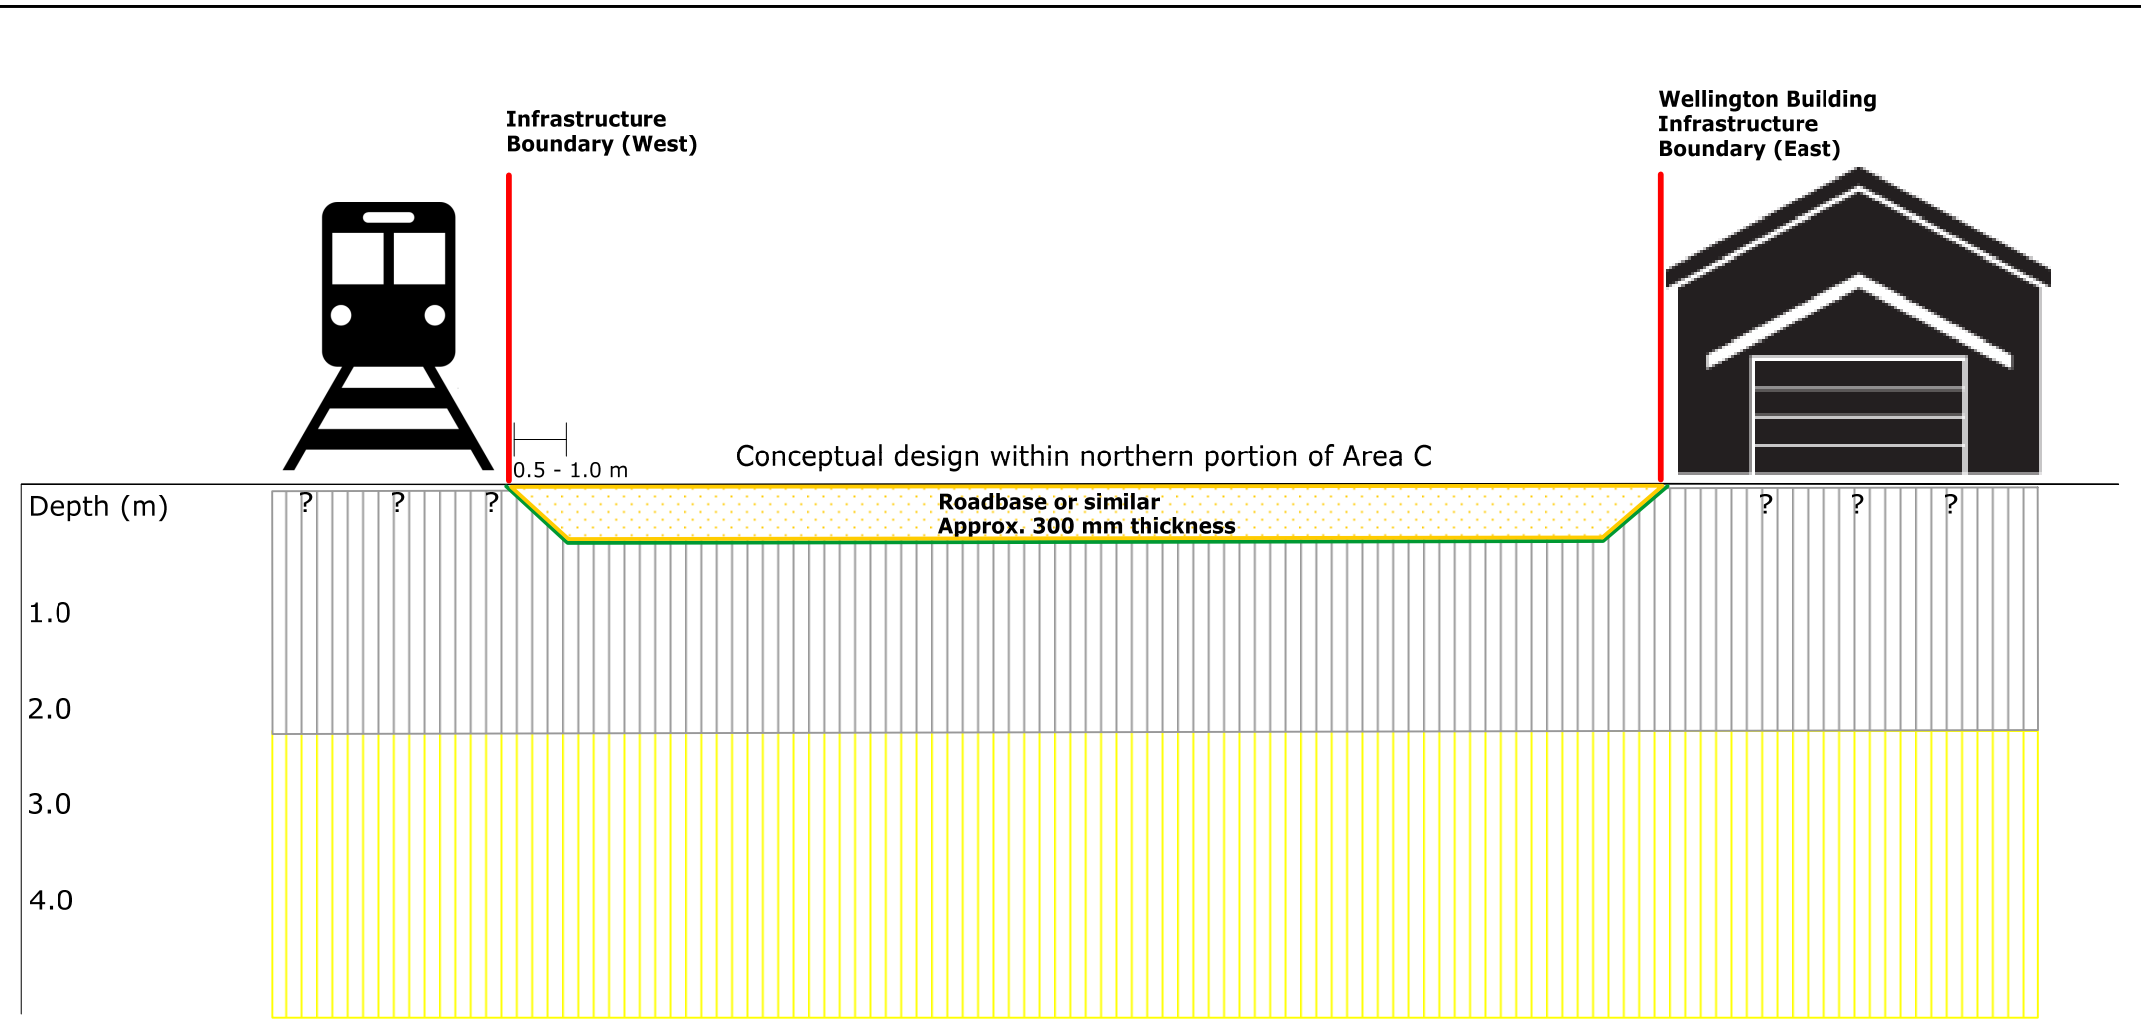 Infrastructure
Boundary (West)
Wellington Building
Infrastructure
Boundary (East)
0.5 - 1.0 m
Conceptual design within northern portion of Area C
Depth (m)
? ? ?
Roadbase or similar
Approx. 300 mm thickness
? ? ?
1.0
2.0
3.0
4.0